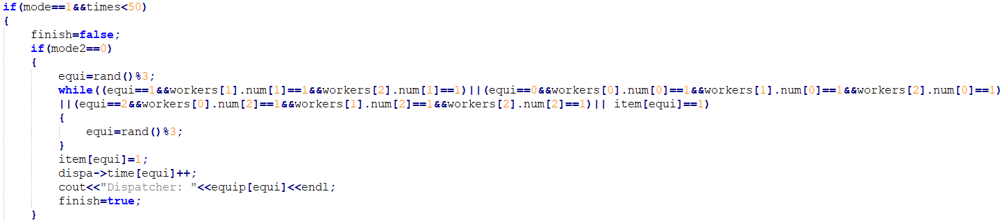 if(mode==1&&times<50)
{
finish=false;
if(mode2==0)
{
equi=rand()%3;
while((equi==1&&workers[1].num[1]==1&&workers[2].num[1]==1)||(equi==0&&workers[0].num[0]==1&&workers[1].num[0]==1&&workers[2].num[0]==1)
||(equi==2&&workers[0].num[2]==1&&workers[1].num[2]==1&&workers[2].num[2]==1)|| item[equi]==1)
{
equi=rand()%3;
}
item[equi]=1;
dispa->time[equi]++;
cout<<"Dispatcher: "<<equip[equi]<<endl;
finish=true;
}